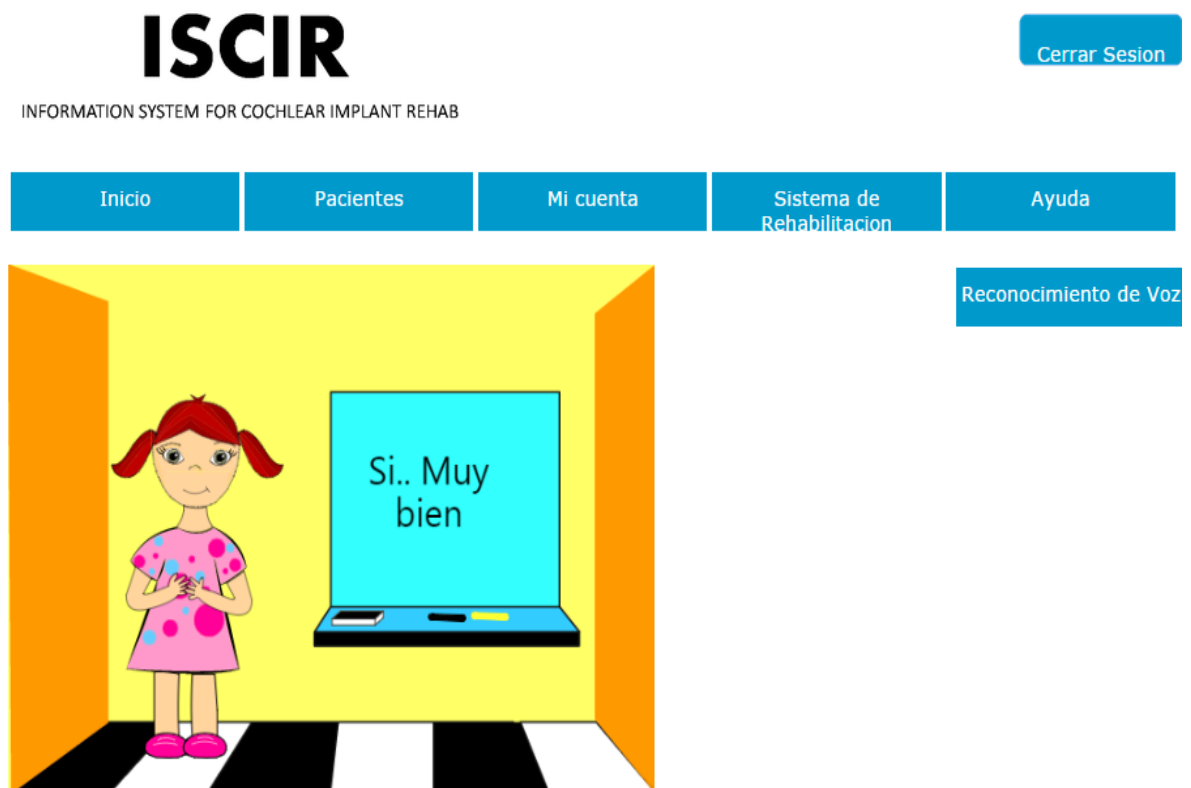 ISCIR
Cerrar Sesion
INFORMATION SYSTEM FOR COCHLEAR IMPLANT REHAB
Inicio
Pacientes
Mi cuenta
Sistema de
Rehabilitacion
Ayuda
Reconocimiento de Voz
Si.. Muy
bien